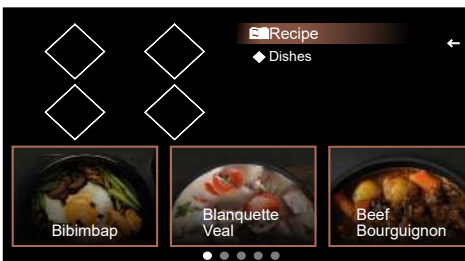 Recipe
Dishes
Bibimbap
Blanquette
Veal
Beef
Bourguignon